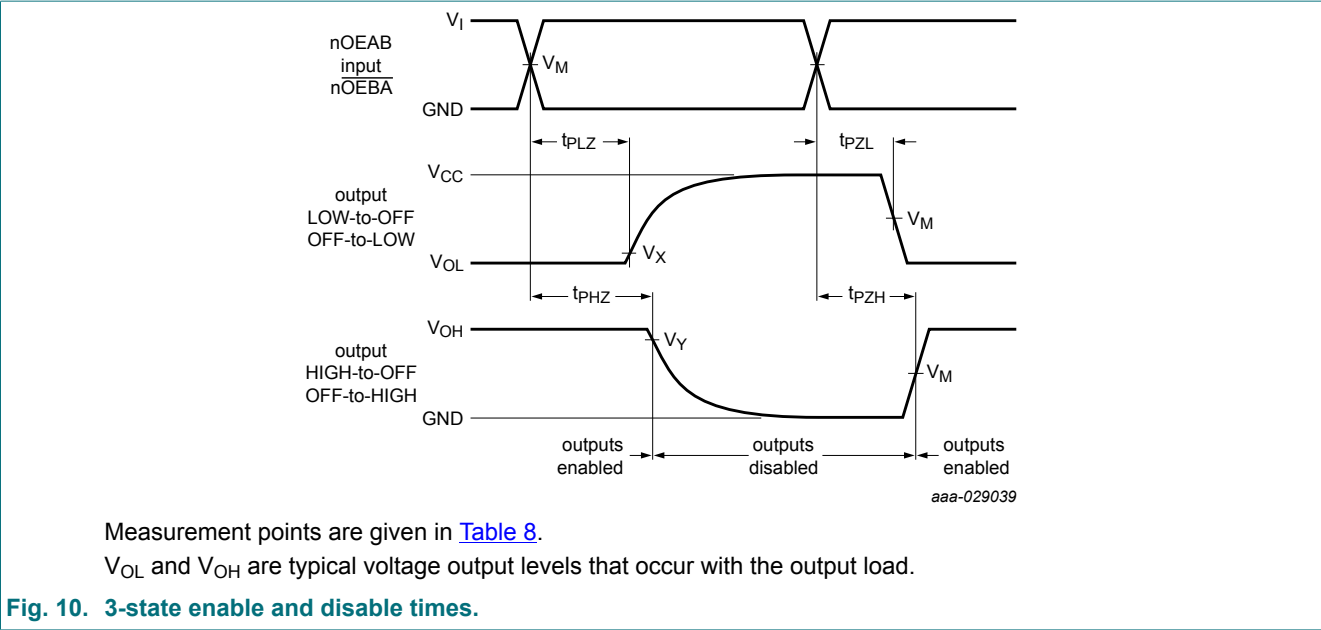 V_I
nOEAB
input
nOEBA
V_M
GND
t_PLZ
t_PZL
V_CC
output
LOW-to-OFF
OFF-to-LOW
V_M
V_X
V_OL
t_PHZ
t_PZH
V_OH
V_Y
output
HIGH-to-OFF
OFF-to-HIGH
V_M
GND
outputs
enabled
outputs
disabled
outputs
enabled
aaa-029039
Measurement points are given in Table 8.
V_OL and V_OH are typical voltage output levels that occur with the output load.
Fig. 10. 3-state enable and disable times.